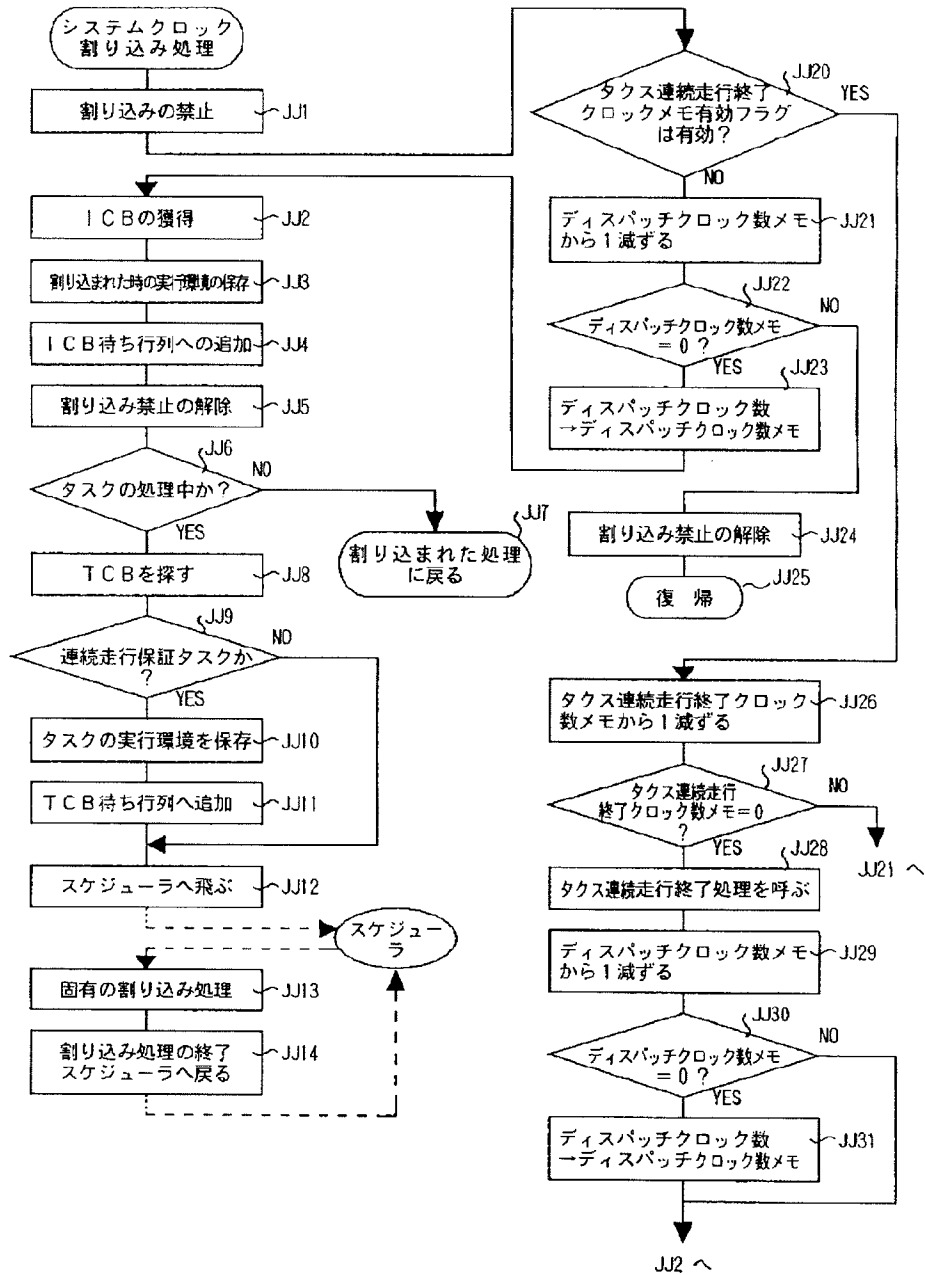 システムクロック
割り込み処理
割り込みの禁止
JJ1
ICBの獲得
JJ2
割り込まれた時の実行環境の保存
JJ3
ICB待ち行列への追加
JJ4
割り込み禁止の解除
JJ5
JJ6
タスクの処理中か?
NO
YES
JJ7
割り込まれた処理
に戻る
TCBを探す
JJ8
JJ9
連続走行保証タスクか
?
NO
YES
タスクの実行環境を保存
JJ10
TCB待ち行列へ追加
JJ11
スケジューラへ飛ぶ
JJ12
スケジュー
ラ
固有の割り込み処理
JJ13
割り込み処理の終了
スケジューラへ戻る
JJ14
JJ20
タクス連続走行終了
クロックメモ有効フラグ
は有効?
YES
NO
ディスパッチクロック数メモ
から1減ずる
JJ21
JJ22
ディスパッチクロック数メモ
=0?
NO
YES
JJ23
ディスパッチクロック数
→ディスパッチクロック数メモ
割り込み禁止の解除
JJ24
復 帰
JJ25
タクス連続走行終了クロック
数メモから1減ずる
JJ26
JJ27
タクス連続走行
終了クロック数メモ=0
?
NO
YES
JJ21 へ
JJ28
タクス連続走行終了処理を呼ぶ
ディスパッチクロック数メモ
から1減ずる
JJ29
JJ30
ディスパッチクロック数メモ
=0?
NO
YES
ディスパッチクロック数
→ディスパッチクロック数メモ
JJ31
JJ2 へ